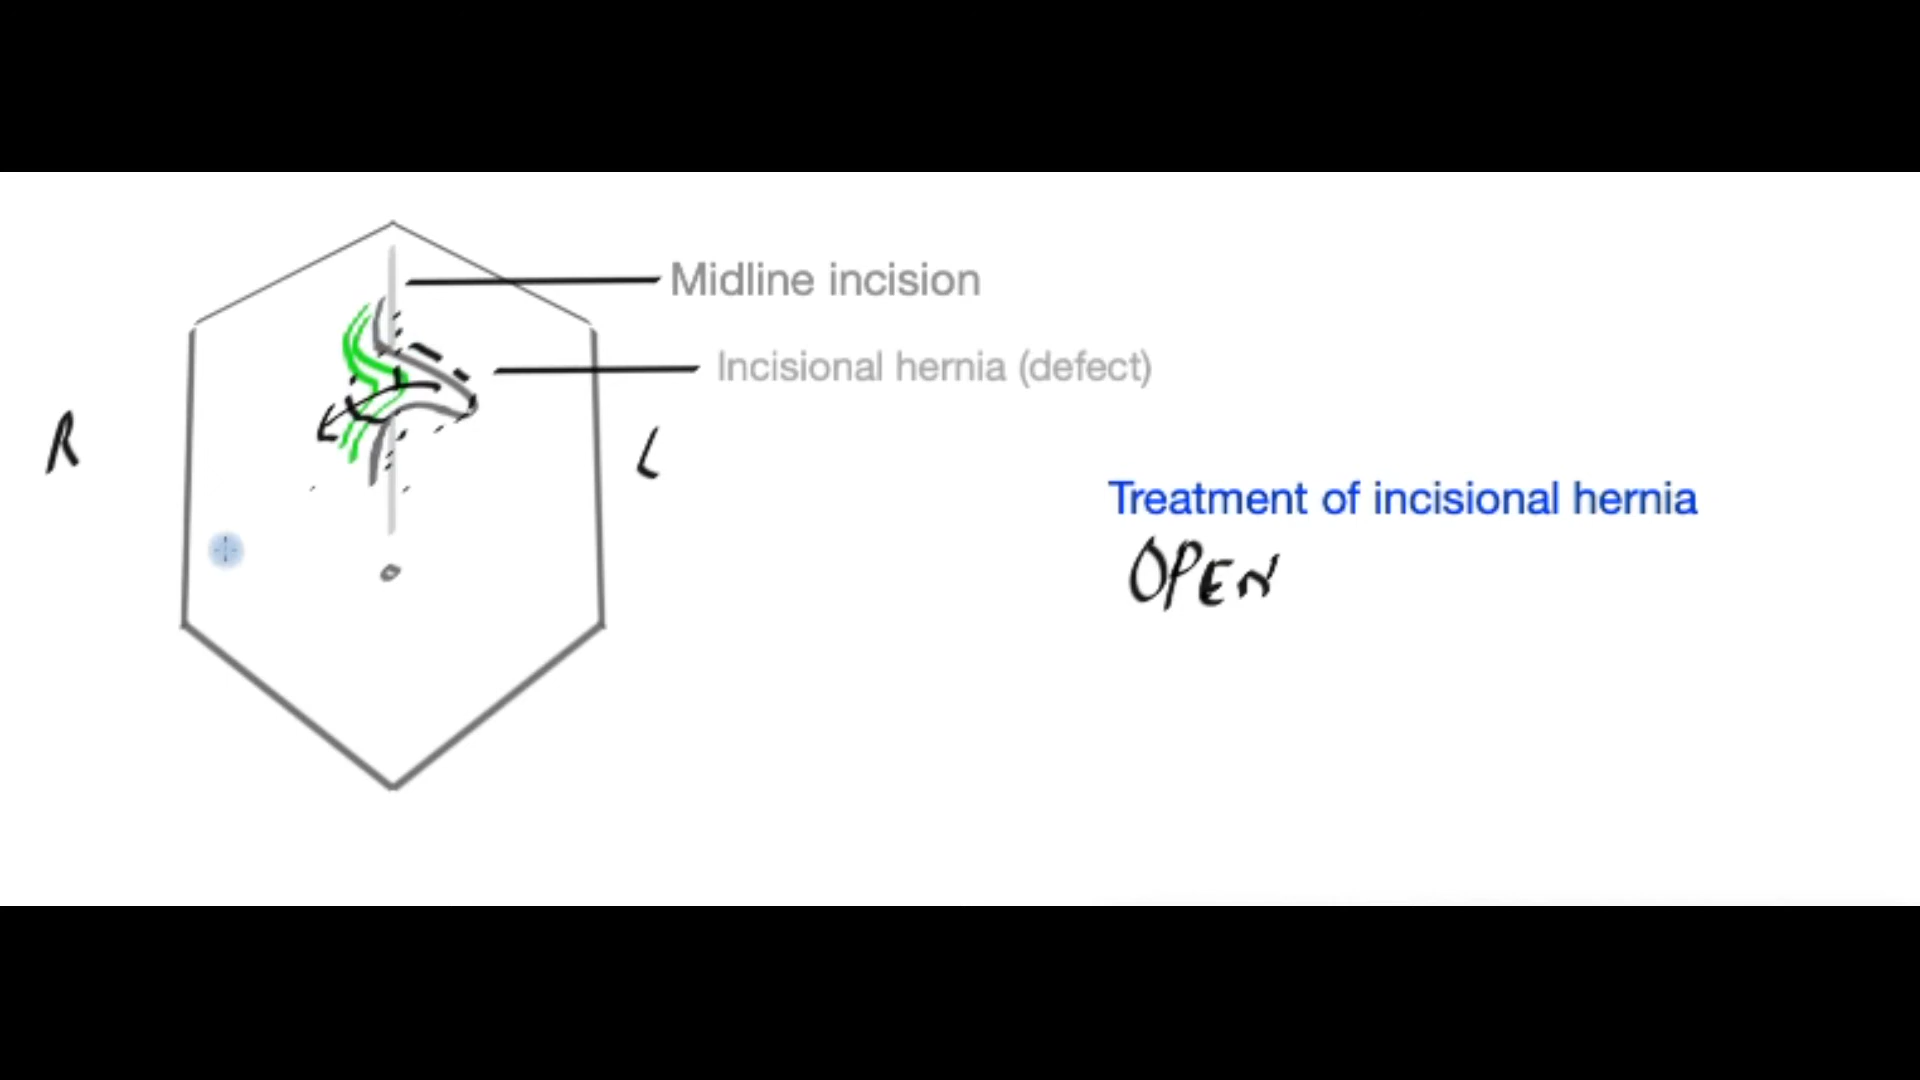 Midline incision
Incisional hernia (defect)
R
L
Treatment of incisional hernia
OPEN